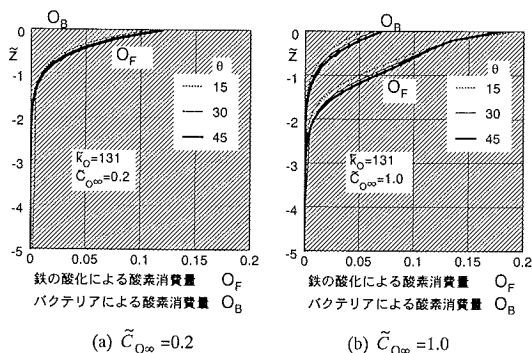 O_B
0
z̃
-1
-2
-3
-4
-5
O_F
θ
15
30
45
k̃_O=131
C̃_O∞=0.2
0 0.05 0.1 0.15 0.2
鉄の酸化による酸素消費量 O_F
バクテリアによる酸素消費量 O_B
(a) C̃_O∞=0.2
O_B
0
z̃
-1
-2
-3
-4
-5
θ
15
30
45
O_F
k̃_O=131
C̃_O∞=1.0
0 0.05 0.1 0.15 0.2
鉄の酸化による酸素消費量 O_F
バクテリアによる酸素消費量 O_B
(b) C̃_O∞=1.0